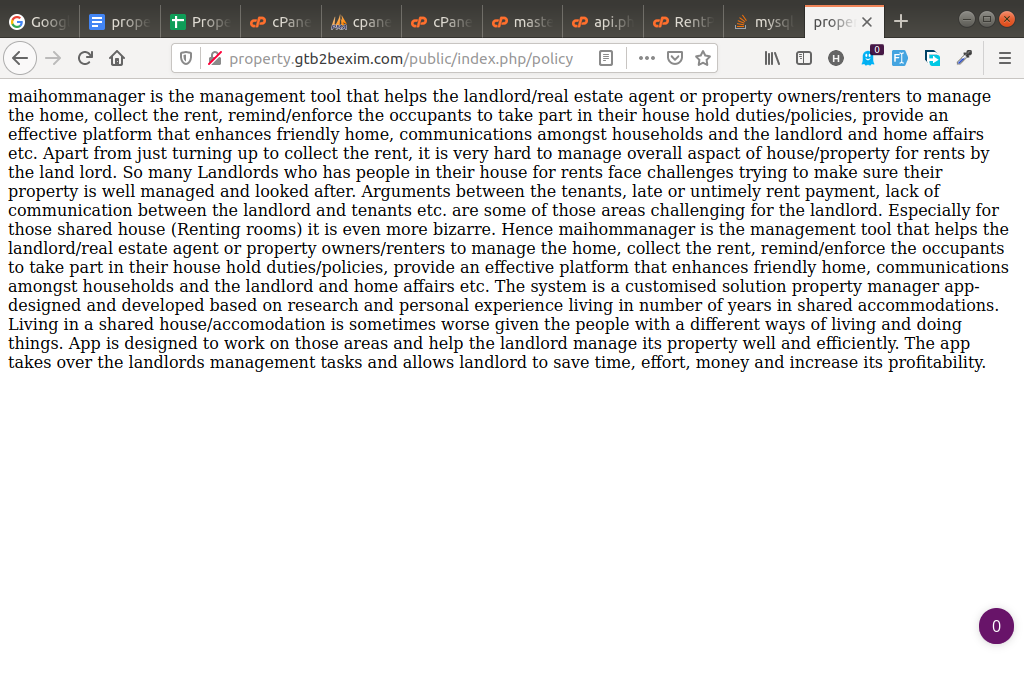 Goog
prope
Prope
cPane
cpane
cPane
maste
api.ph
RentP
mysql
prope
property.gtb2bexim.com/public/index.php/policy
0
maihommanager is the management tool that helps the landlord/real estate agent or property owners/renters to manage
the home, collect the rent, remind/enforce the occupants to take part in their house hold duties/policies, provide an
effective platform that enhances friendly home, communications amongst households and the landlord and home affairs
etc. Apart from just turning up to collect the rent, it is very hard to manage overall aspact of house/property for rents by
the land lord. So many Landlords who has people in their house for rents face challenges trying to make sure their
property is well managed and looked after. Arguments between the tenants, late or untimely rent payment, lack of
communication between the landlord and tenants etc. are some of those areas challenging for the landlord. Especially for
those shared house (Renting rooms) it is even more bizarre. Hence maihommanager is the management tool that helps the
landlord/real estate agent or property owners/renters to manage the home, collect the rent, remind/enforce the occupants
to take part in their house hold duties/policies, provide an effective platform that enhances friendly home, communications
amongst households and the landlord and home affairs etc. The system is a customised solution property manager app-
designed and developed based on research and personal experience living in number of years in shared accommodations.
Living in a shared house/accomodation is sometimes worse given the people with a different ways of living and doing
things. App is designed to work on those areas and help the landlord manage its property well and efficiently. The app
takes over the landlords management tasks and allows landlord to save time, effort, money and increase its profitability.
0